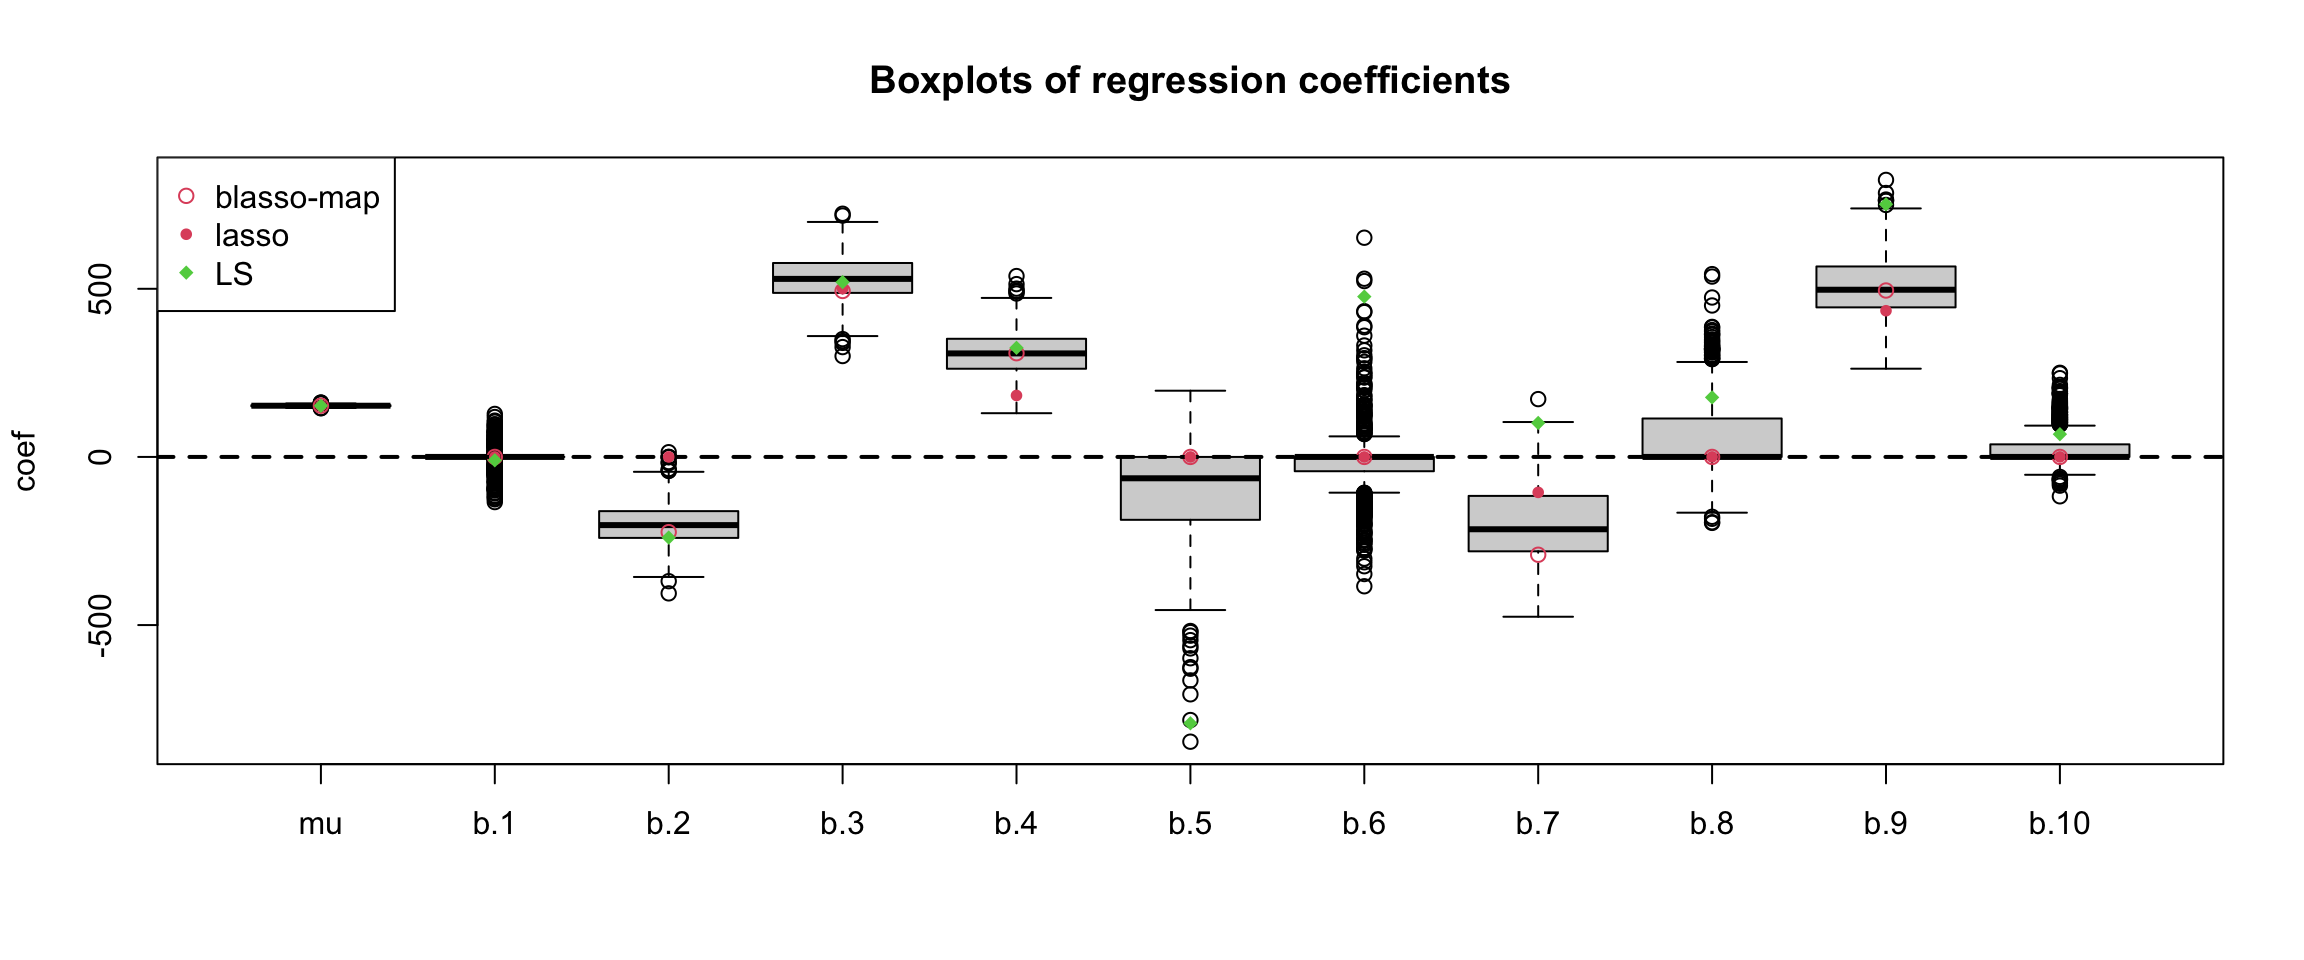 Boxplots of regression coefficients
blasso-map
lasso
LS
coef
500
0
-500
mu b.1 b.2 b.3 b.4 b.5 b.6 b.7 b.8 b.9 b.10